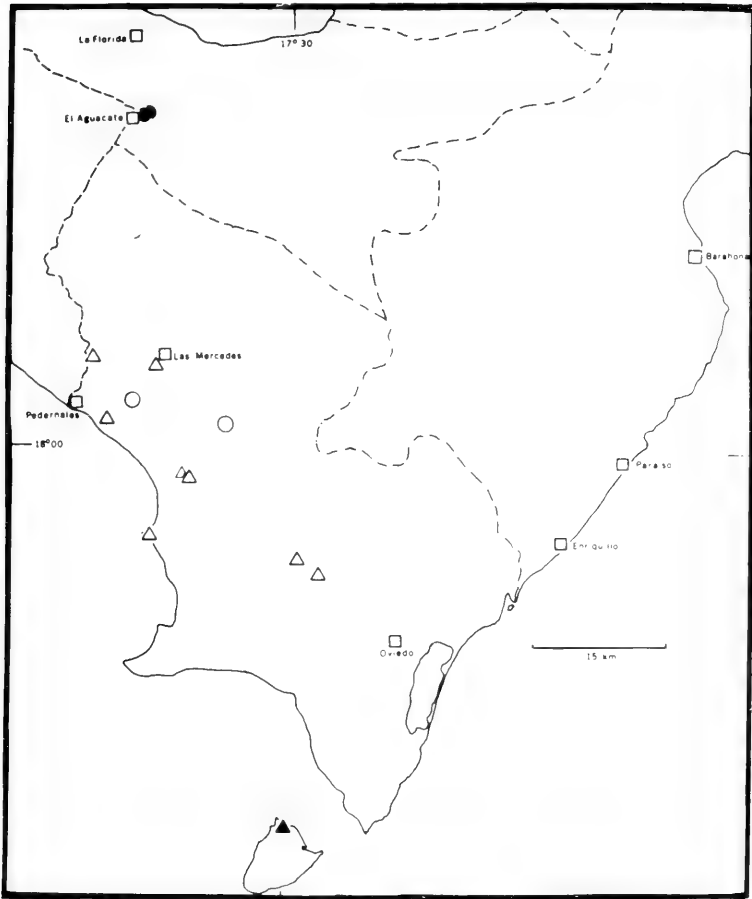 La Florida
17° 30
El Aguacate
Barahona
Las Mercedes
Pedernales
18°00
Paraiso
Enriquillo
Oviedo
15 km